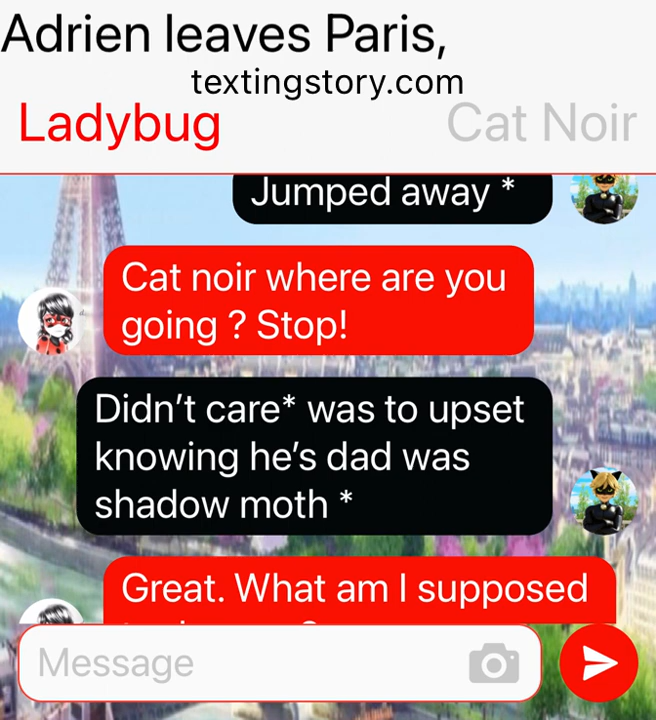 Adrien leaves Paris,
textingstory.com
Ladybug
Cat Noir
Jumped away *
Cat noir where are you
going ? Stop!
Didn't care* was to upset
knowing he's dad was
shadow moth *
Great. What am I supposed
Message